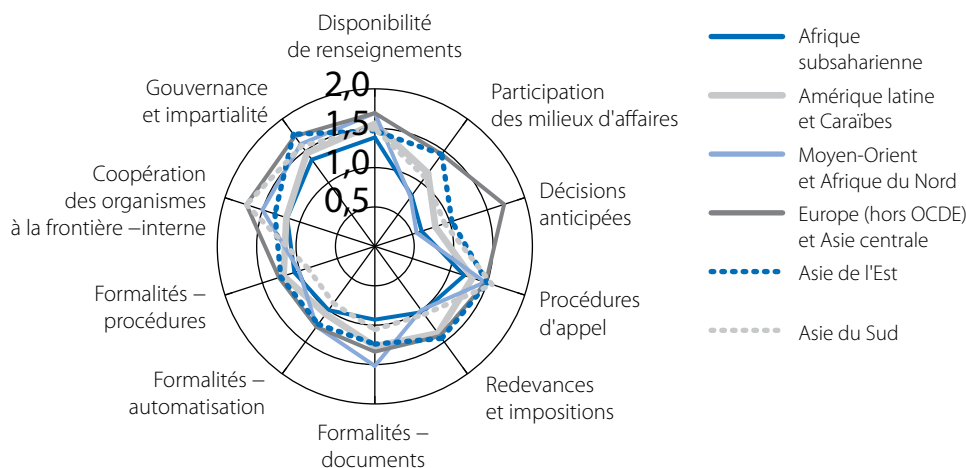 Disponibilité
de renseignements
Participation
des milieux d'affaires
Décisions
anticipées
Procédures
d'appel
Redevances
et impositions
Formalités –
documents
Formalités –
automatisation
Formalités –
procédures
Coopération
des organismes
à la frontière –interne
Gouvernance
et impartialité
2,0
1,5
1,0
0,5
Afrique
subsaharienne
Amérique latine
et Caraïbes
Moyen-Orient
et Afrique du Nord
Europe (hors OCDE)
et Asie centrale
Asie de l'Est
Asie du Sud